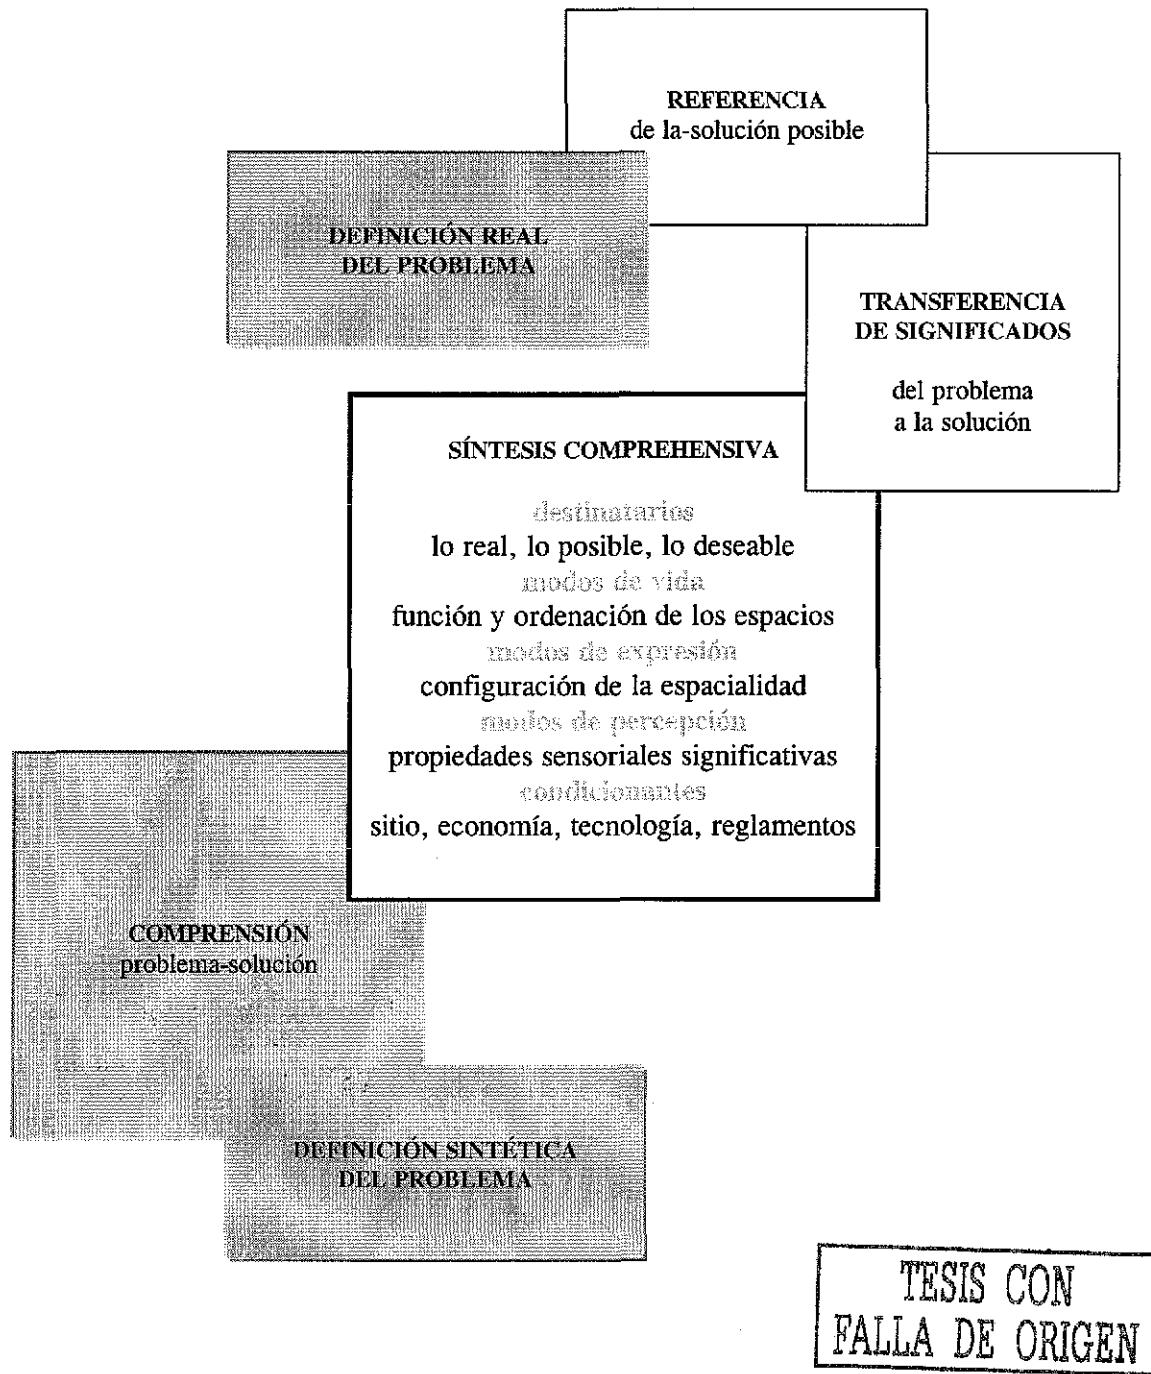 REFERENCIA
de la-solución posible
DEFINICIÓN REAL
DEL PROBLEMA
TRANSFERENCIA
DE SIGNIFICADOS
del problema
a la solución
SÍNTESIS COMPREHENSIVA
destinatarios
lo real, lo posible, lo deseable
modos de vida
función y ordenación de los espacios
modos de expresión
configuración de la espacialidad
modos de percepción
propiedades sensoriales significativas
condicionantes
sitio, economía, tecnología, reglamentos
COMPRENSIÓN
problema-solución
DEFINICIÓN SINTÉTICA
DEL PROBLEMA
TESIS CON
FALLA DE ORIGEN